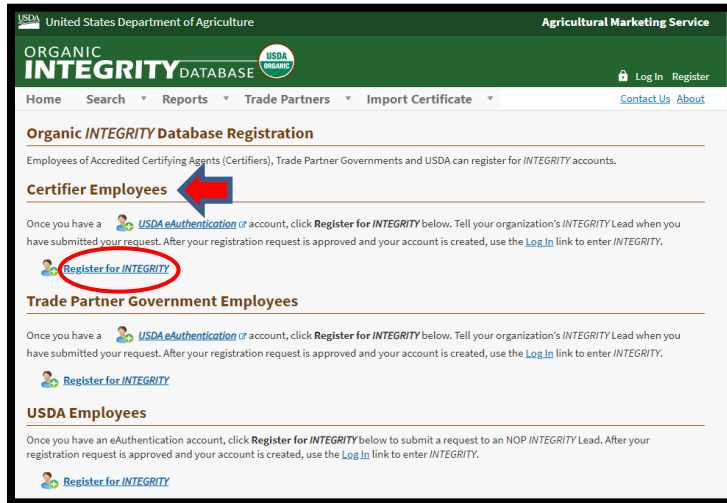 USDA United States Department of Agriculture
Agricultural Marketing Service
ORGANIC
INTEGRITY DATABASE
USDA
ORGANIC
Log In Register
Home Search Reports Trade Partners Import Certificate
Contact Us About
Organic INTEGRITY Database Registration
Employees of Accredited Certifying Agents (Certifiers), Trade Partner Governments and USDA can register for INTEGRITY accounts.
Certifier Employees
Once you have a USDA eAuthentication account, click Register for INTEGRITY below. Tell your organization's INTEGRITY Lead when you
have submitted your request. After your registration request is approved and your account is created, use the Log In link to enter INTEGRITY.
Register for INTEGRITY
Trade Partner Government Employees
Once you have a USDA eAuthentication account, click Register for INTEGRITY below. Tell your organization's INTEGRITY Lead when you
have submitted your request. After your registration request is approved and your account is created, use the Log In link to enter INTEGRITY.
Register for INTEGRITY
USDA Employees
Once you have an eAuthentication account, click Register for INTEGRITY below to submit a request to an NOP INTEGRITY Lead. After your
registration request is approved and your account is created, use the Log In link to enter INTEGRITY.
Register for INTEGRITY